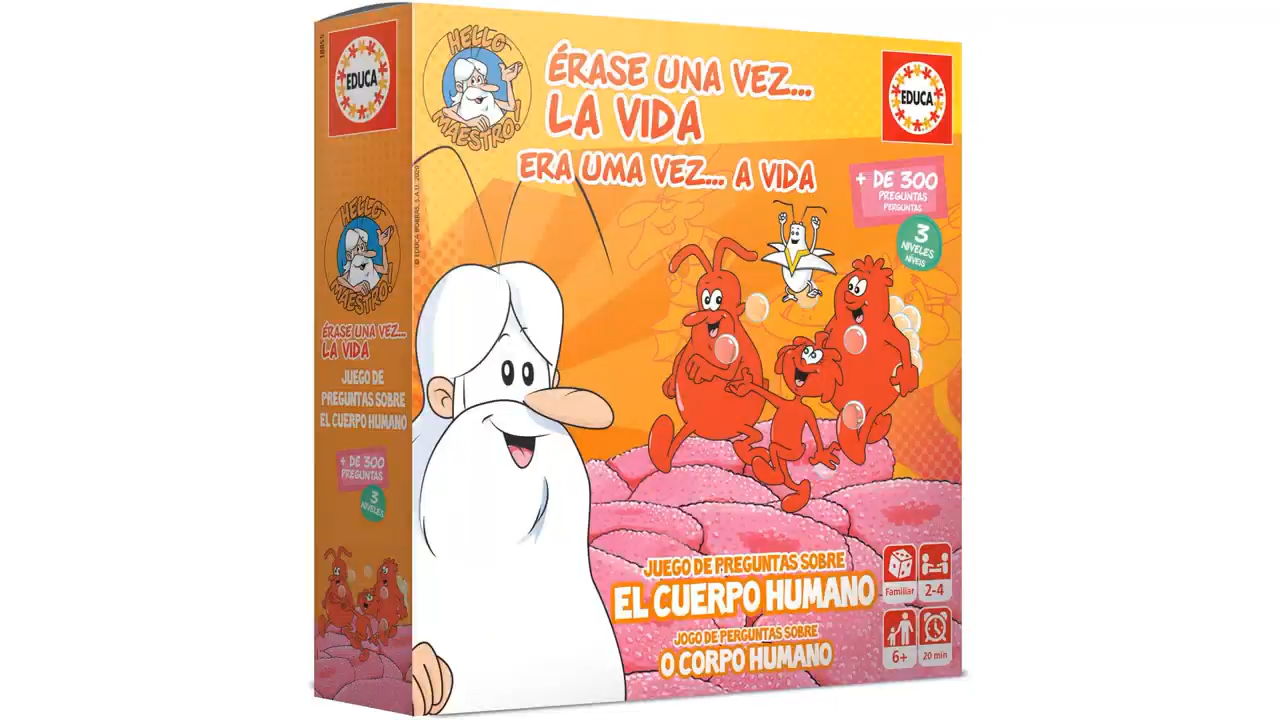 18455
EDUCA
HELLO
MAESTRO!
ÉRASE UNA VEZ...
LA VIDA
JUEGO DE
PREGUNTAS SOBRE
EL CUERPO HUMANO
+ DE 300
PREGUNTAS
3
NIVELES
© EDUCA BORRAS, S.A.U. 2020
HELLO
MAESTRO!
ÉRASE UNA VEZ...
LA VIDA
ERA UMA VEZ... A VIDA
EDUCA
+ DE 300
PREGUNTAS
PERGUNTAS
3
NIVELES
NÍVEIS
JUEGO DE PREGUNTAS SOBRE
EL CUERPO HUMANO
JOGO DE PERGUNTAS SOBRE
O CORPO HUMANO
Familiar
2-4
6+
20 min